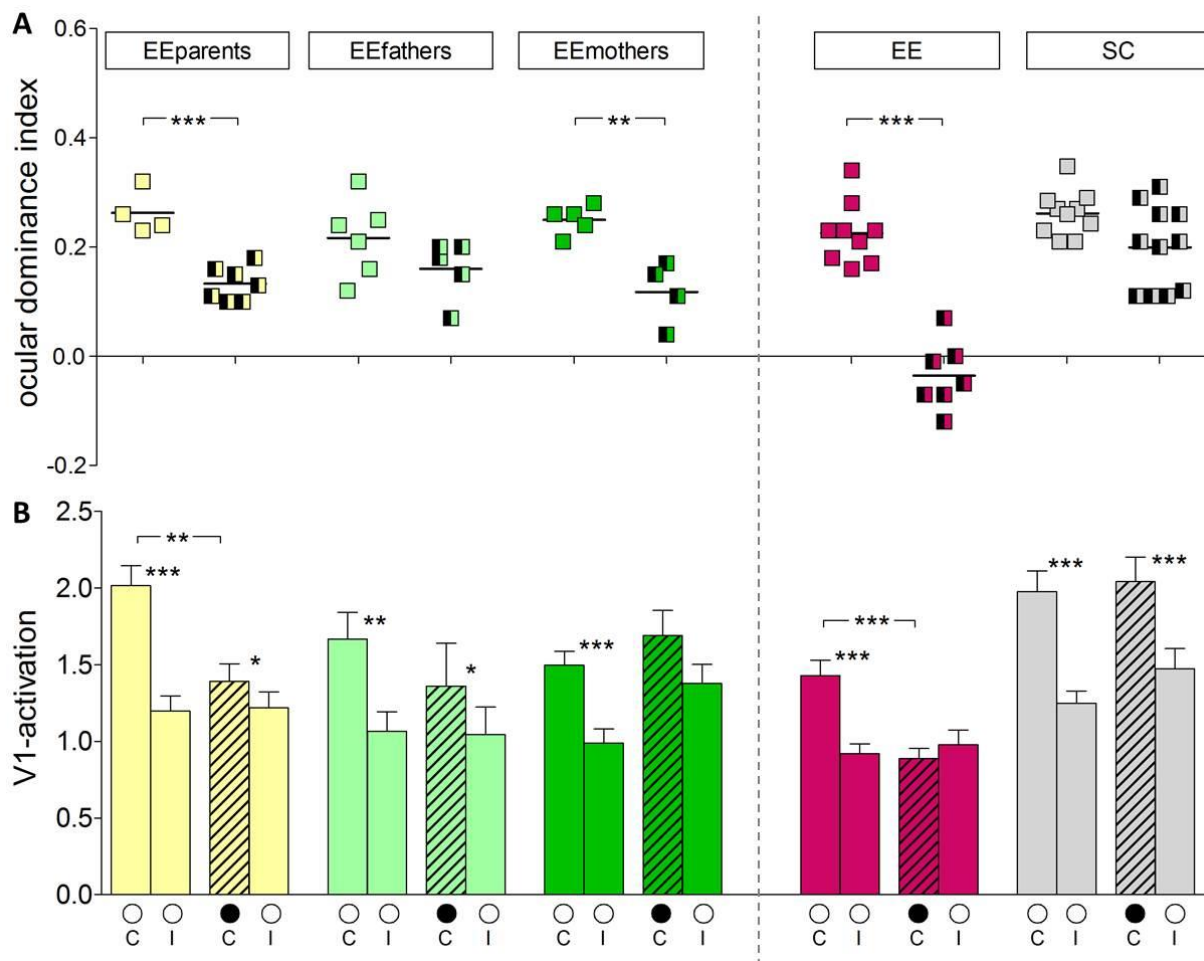 A
EEparents EEfathers EEmothers EE SC
ocular dominance index
0.6
0.4
0.2
0.0
-0.2
*** ** ***
B
V1-activation
2.5
2.0
1.5
1.0
0.5
0.0
** ***
*** * ** * *** *** *** ***
C I C I C I C I C I C I C I C I C I C I